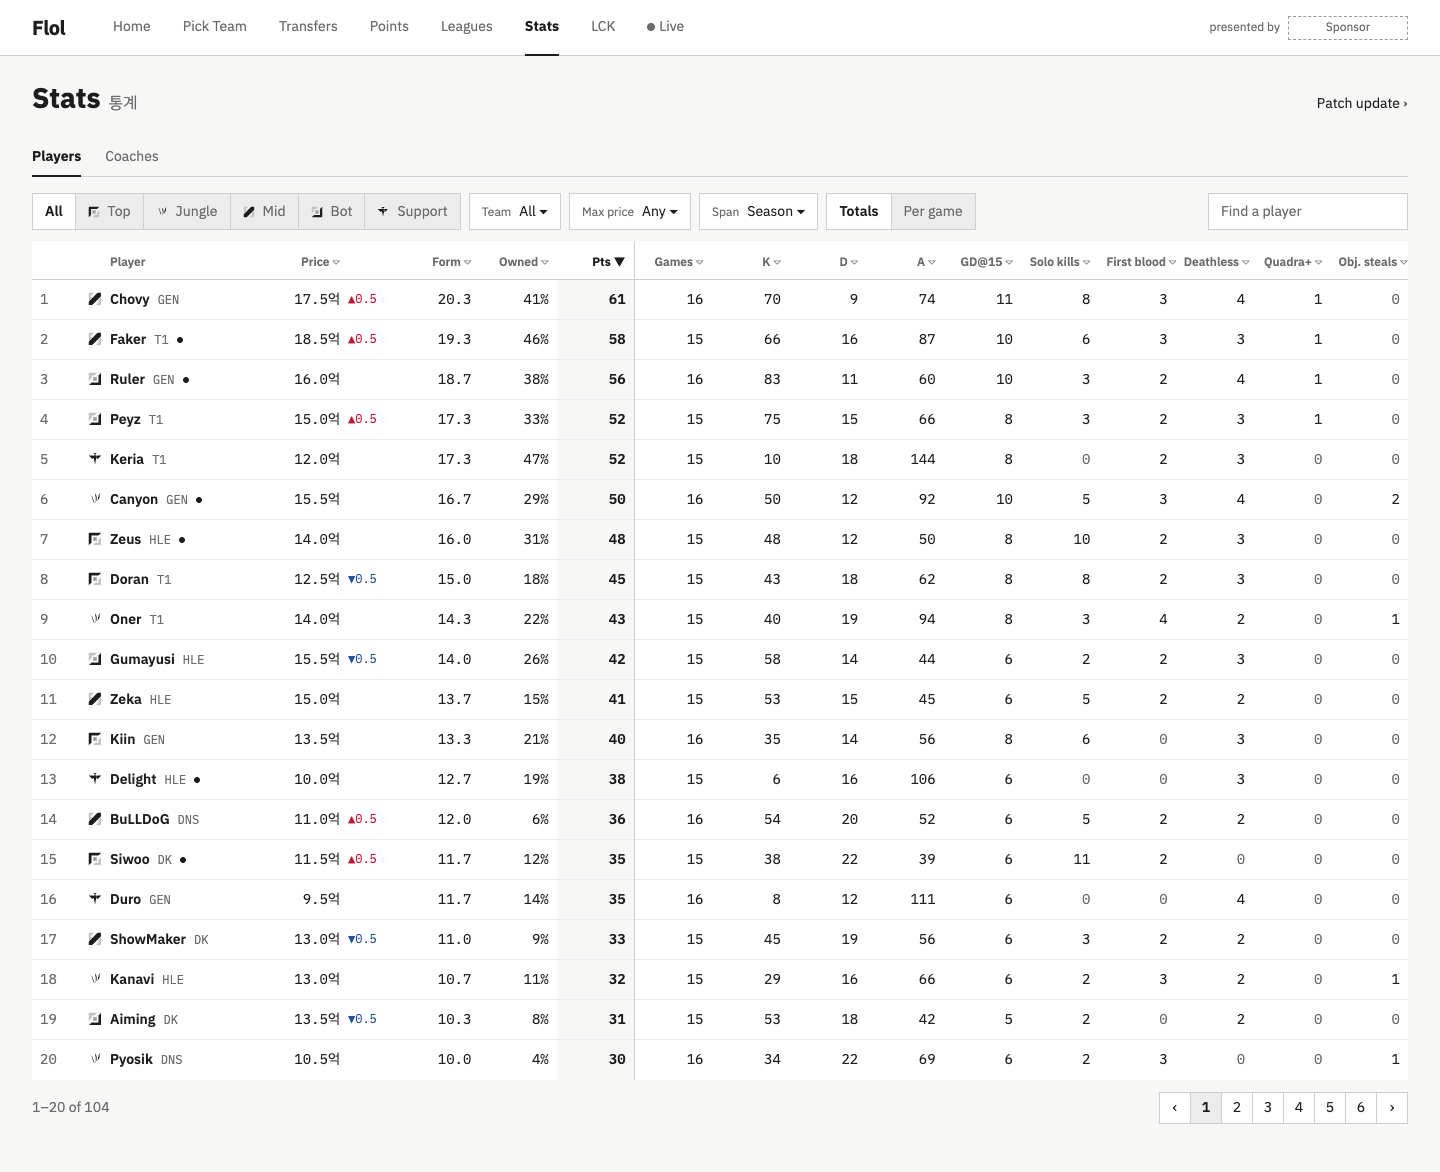 Flol Home Pick Team Transfers Points Leagues Stats LCK ● Live presented by Sponsor
Stats 통계 Patch update ›
Players Coaches
All Top Jungle Mid Bot Support Team All ▾ Max price Any ▾ Span Season ▾ Totals Per game Find a player
Player Price ▽ Form ▽ Owned ▽ Pts ▼ Games ▽ K ▽ D ▽ A ▽ GD@15 ▽ Solo kills ▽ First blood ▽ Deathless ▽ Quadra+ ▽ Obj. steals ▽
1 Chovy GEN 17.5억 ▲0.5 20.3 41% 61 16 70 9 74 11 8 3 4 1 0
2 Faker T1 ● 18.5억 ▲0.5 19.3 46% 58 15 66 16 87 10 6 3 3 1 0
3 Ruler GEN ● 16.0억 18.7 38% 56 16 83 11 60 10 3 2 4 1 0
4 Peyz T1 15.0억 ▲0.5 17.3 33% 52 15 75 15 66 8 3 2 3 1 0
5 Keria T1 12.0억 17.3 47% 52 15 10 18 144 8 0 2 3 0 0
6 Canyon GEN ● 15.5억 16.7 29% 50 16 50 12 92 10 5 3 4 0 2
7 Zeus HLE ● 14.0억 16.0 31% 48 15 48 12 50 8 10 2 3 0 0
8 Doran T1 12.5억 ▼0.5 15.0 18% 45 15 43 18 62 8 8 2 3 0 0
9 Oner T1 14.0억 14.3 22% 43 15 40 19 94 8 3 4 2 0 1
10 Gumayusi HLE 15.5억 ▼0.5 14.0 26% 42 15 58 14 44 6 2 2 3 0 0
11 Zeka HLE 15.0억 13.7 15% 41 15 53 15 45 6 5 2 2 0 0
12 Kiin GEN 13.5억 13.3 21% 40 16 35 14 56 8 6 0 3 0 0
13 Delight HLE ● 10.0억 12.7 19% 38 15 6 16 106 6 0 0 3 0 0
14 BuLLDoG DNS 11.0억 ▲0.5 12.0 6% 36 16 54 20 52 6 5 2 2 0 0
15 Siwoo DK ● 11.5억 ▲0.5 11.7 12% 35 15 38 22 39 6 11 2 0 0 0
16 Duro GEN 9.5억 11.7 14% 35 16 8 12 111 6 0 0 4 0 0
17 ShowMaker DK 13.0억 ▼0.5 11.0 9% 33 15 45 19 56 6 3 2 2 0 0
18 Kanavi HLE 13.0억 10.7 11% 32 15 29 16 66 6 2 3 2 0 1
19 Aiming DK 13.5억 ▼0.5 10.3 8% 31 15 53 18 42 5 2 0 2 0 0
20 Pyosik DNS 10.5억 10.0 4% 30 16 34 22 69 6 2 3 0 0 1
1–20 of 104 ‹ 1 2 3 4 5 6 ›